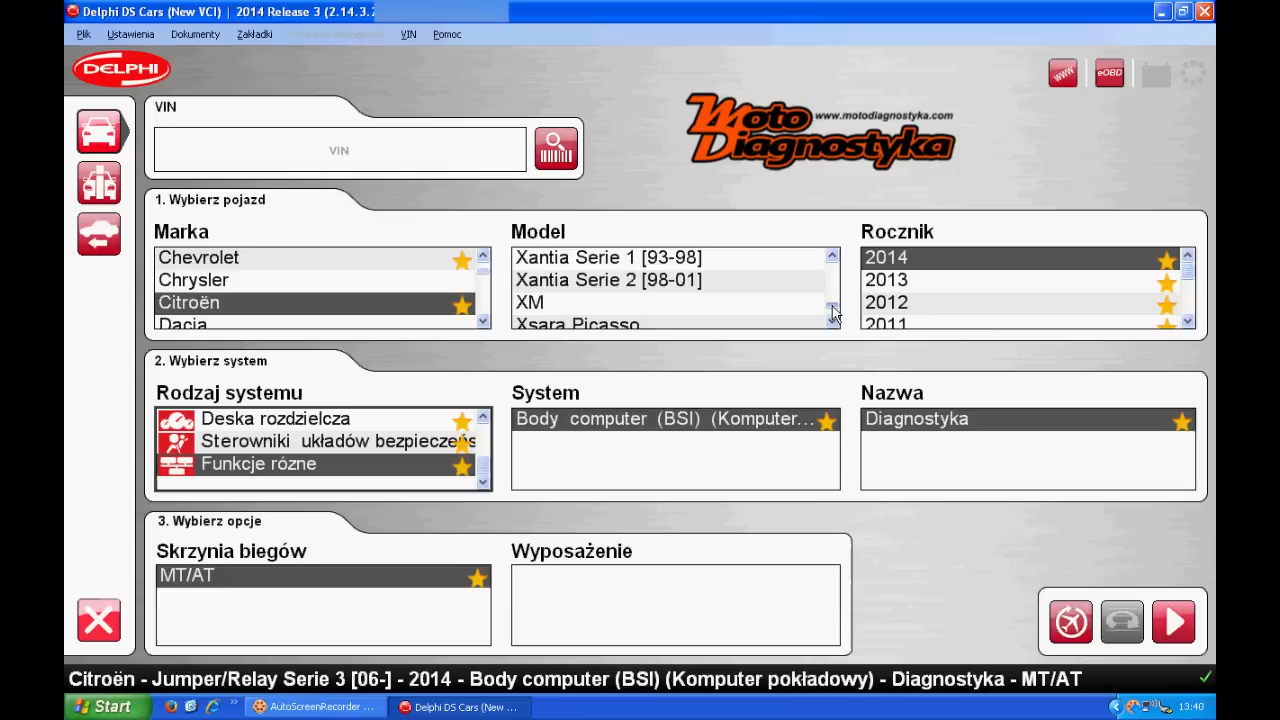 Delphi DS Cars (New VCI) | 2014 Release 3 (2.14.3.
Plik Ustawienia Dokumenty Zakładki VIN Pomoc
DELPHI
www eOBD
VIN
VIN
Moto Diagnostyka www.motodiagnostyka.com
1. Wybierz pojazd
Marka Model Rocznik
Chevrolet Xantia Serie 1 [93-98] 2014
Chrysler Xantia Serie 2 [98-01] 2013
Citroën XM 2012
Dacia Xsara Picasso 2011
2. Wybierz system
Rodzaj systemu System Nazwa
Deska rozdzielcza Body computer (BSI) (Komputer... Diagnostyka
Sterowniki układów bezpieczeńs
Funkcje rózne
3. Wybierz opcje
Skrzynia biegów Wyposażenie
MT/AT
Citroën - Jumper/Relay Serie 3 [06-] - 2014 - Body computer (BSI) (Komputer pokładowy) - Diagnostyka - MT/AT
Start AutoScreenRecorder ... Delphi DS Cars (New ... 13:40